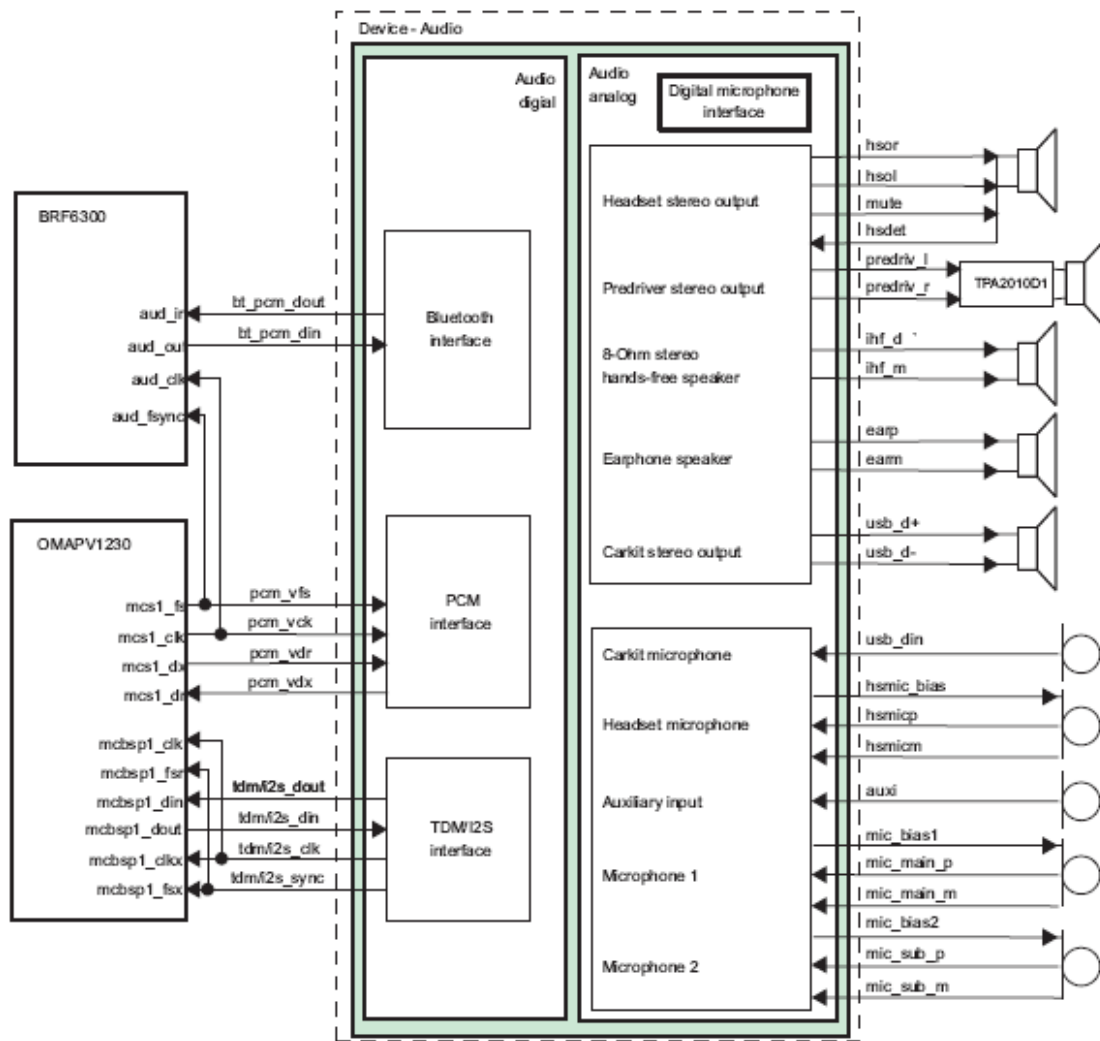 Device - Audio
Audio
digial
Audio
analog
Digital microphone
interface
BRF6300
aud_in
aud_out
aud_clk
aud_fsync
bt_pcm_dout
bt_pcm_din
Bluetooth
interface
OMAPV1230
mcs1_fs
mcs1_clk
mcs1_dx
mcs1_dr
pcm_vfs
pcm_vck
pcm_vdr
pcm_vdx
PCM
interface
mcbsp1_clk
mcbsp1_fsr
mcbsp1_din
mcbsp1_dout
mcbsp1_clkx
mcbsp1_fsx
tdm/i2s_dout
tdm/i2s_din
tdm/i2s_clk
tdm/i2s_sync
TDM/I2S
interface
Headset stereo output
Predriver stereo output
8-Ohm stereo
hands-free speaker
Earphone speaker
Carkit stereo output
hsor
hsol
mute
hsdet
predriv_l
predriv_r
TPA2010D1
ihf_d
ihf_m
earp
earm
usb_d+
usb_d-
Carkit microphone
Headset microphone
Auxiliary input
Microphone 1
Microphone 2
usb_din
hsmic_bias
hsmicp
hsmicm
auxi
mic_bias1
mic_main_p
mic_main_m
mic_bias2
mic_sub_p
mic_sub_m